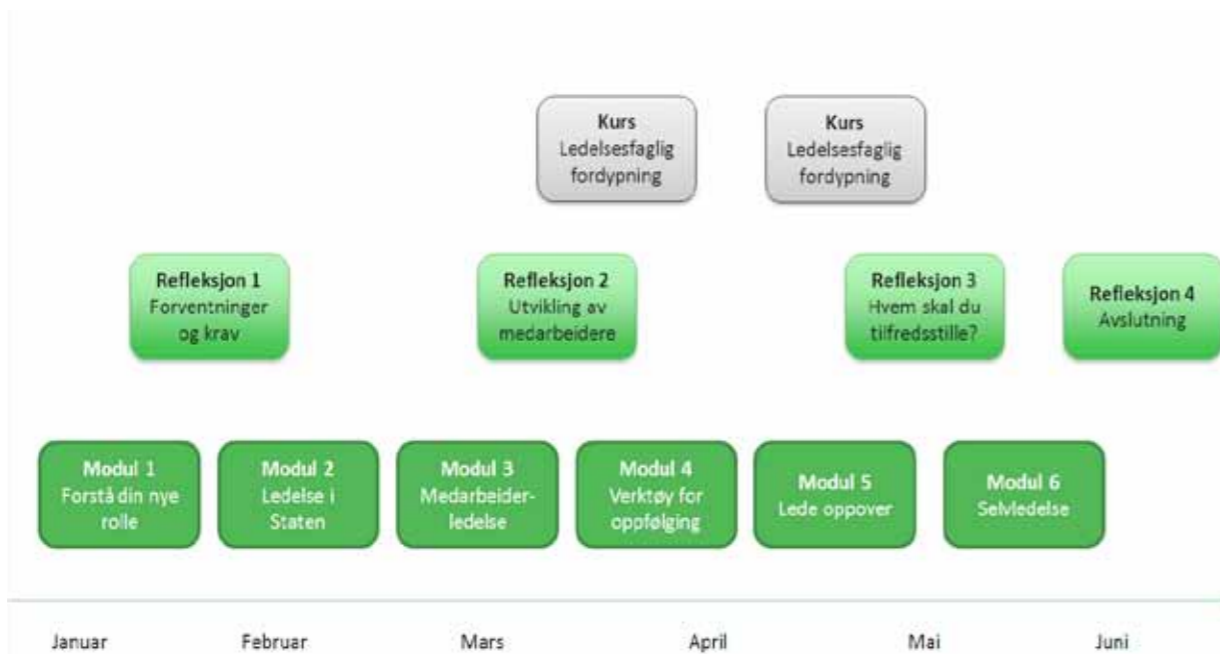 Kurs
Ledelsesfaglig
fordypning
Kurs
Ledelsesfaglig
fordypning
Refleksjon 1
Forventninger
og krav
Refleksjon 2
Utvikling av
medarbeidere
Refleksjon 3
Hvem skal du
tilfredsstille?
Refleksjon 4
Avslutning
Modul 1
Forstå din nye
rolle
Modul 2
Ledelse i
Staten
Modul 3
Medarbeider-
ledelse
Modul 4
Verktøy for
oppfølging
Modul 5
Lede oppover
Modul 6
Selvledelse
Januar Februar Mars April Mai Juni